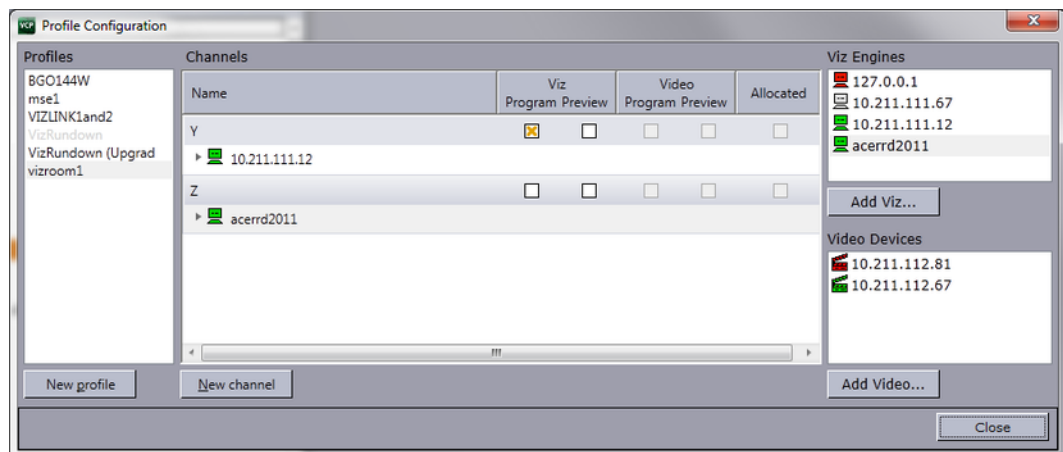 VCP Profile Configuration
Profiles
BGO144W
mse1
VIZLINK1and2
VizRundown
VizRundown (Upgrad
vizroom1
New profile
Channels
Name
Viz
Program Preview
Video
Program Preview
Allocated
Y
10.211.111.12
Z
acerrd2011
New channel
Viz Engines
127.0.0.1
10.211.111.67
10.211.111.12
acerrd2011
Add Viz...
Video Devices
10.211.112.81
10.211.112.67
Add Video...
Close